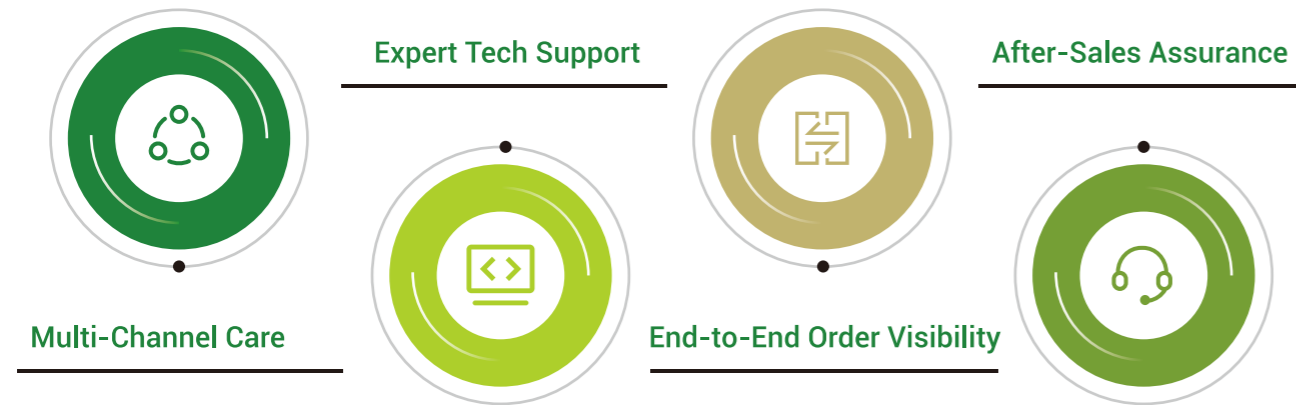 Expert Tech Support
After-Sales Assurance
Multi-Channel Care
End-to-End Order Visibility